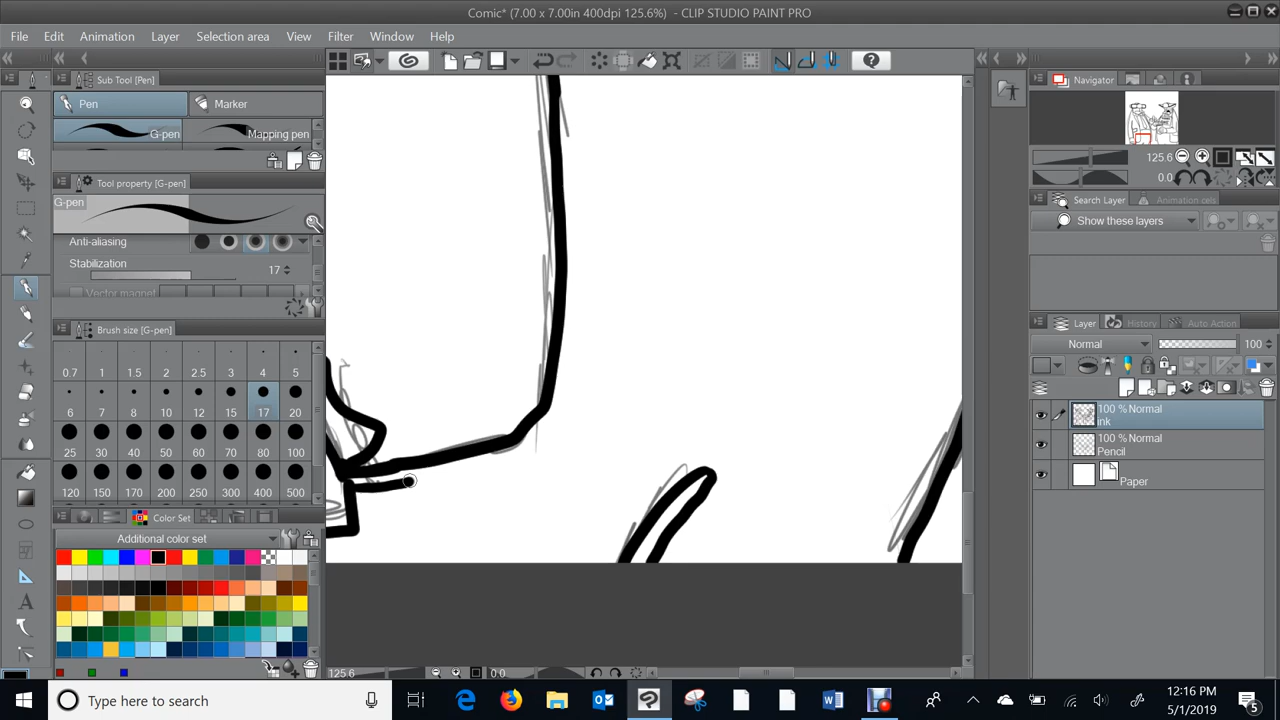 Comic* (7.00 x 7.00in 400dpi 125.6%) - CLIP STUDIO PAINT PRO
File Edit Animation Layer Selection area View Filter Window Help
Sub Tool [Pen]
Pen Marker
G-pen Mapping pen
Tool property [G-pen]
G-pen
Anti-aliasing
Stabilization
17
Vector magnet
Brush size [G-pen]
0.7 1 1.5 2 2.5 3 4 5
6 7 8 10 12 15 17 20
25 30 40 50 60 70 80 100
120 150 170 200 250 300 400 500
Color Set
Additional color set
125.6 0.0
Navigator
125.6
0.0
Search Layer Animation cels
Show these layers
Layer History Auto Action
Normal 100
100 % Normal
ink
100 % Normal
Pencil
Paper
Type here to search
12:16 PM
5/1/2019
5